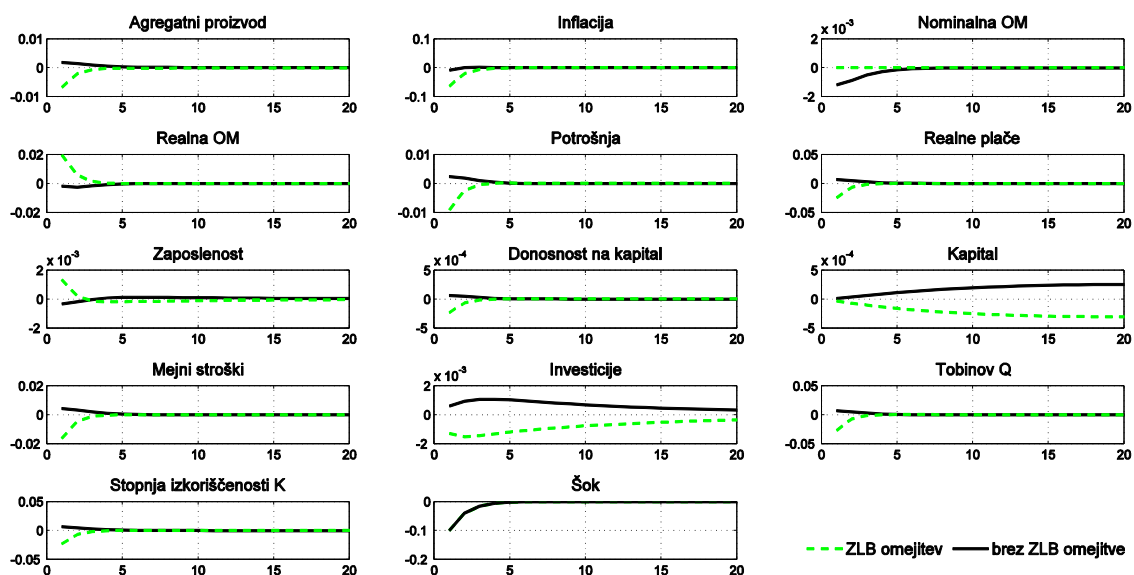 Agregatni proizvod
0.01
0
-0.01
0 5 10 15 20
Inflacija
0.1
0
-0.1
0 5 10 15 20
Nominalna OM
x 10⁻³
2
0
-2
0 5 10 15 20
Realna OM
0.02
0
-0.02
0 5 10 15 20
Potrošnja
0.01
0
-0.01
0 5 10 15 20
Realne plače
0.05
0
-0.05
0 5 10 15 20
Zaposlenost
x 10⁻³
2
0
-2
0 5 10 15 20
Donosnost na kapital
x 10⁻⁴
5
0
-5
0 5 10 15 20
Kapital
x 10⁻⁴
5
0
-5
0 5 10 15 20
Mejni stroški
0.02
0
-0.02
0 5 10 15 20
Investicije
x 10⁻³
2
0
-2
0 5 10 15 20
Tobinov Q
0.05
0
-0.05
0 5 10 15 20
Stopnja izkoriščenosti K
0.05
0
-0.05
0 5 10 15 20
Šok
0
-0.1
-0.2
0 5 10 15 20
ZLB omejitev brez ZLB omejitve